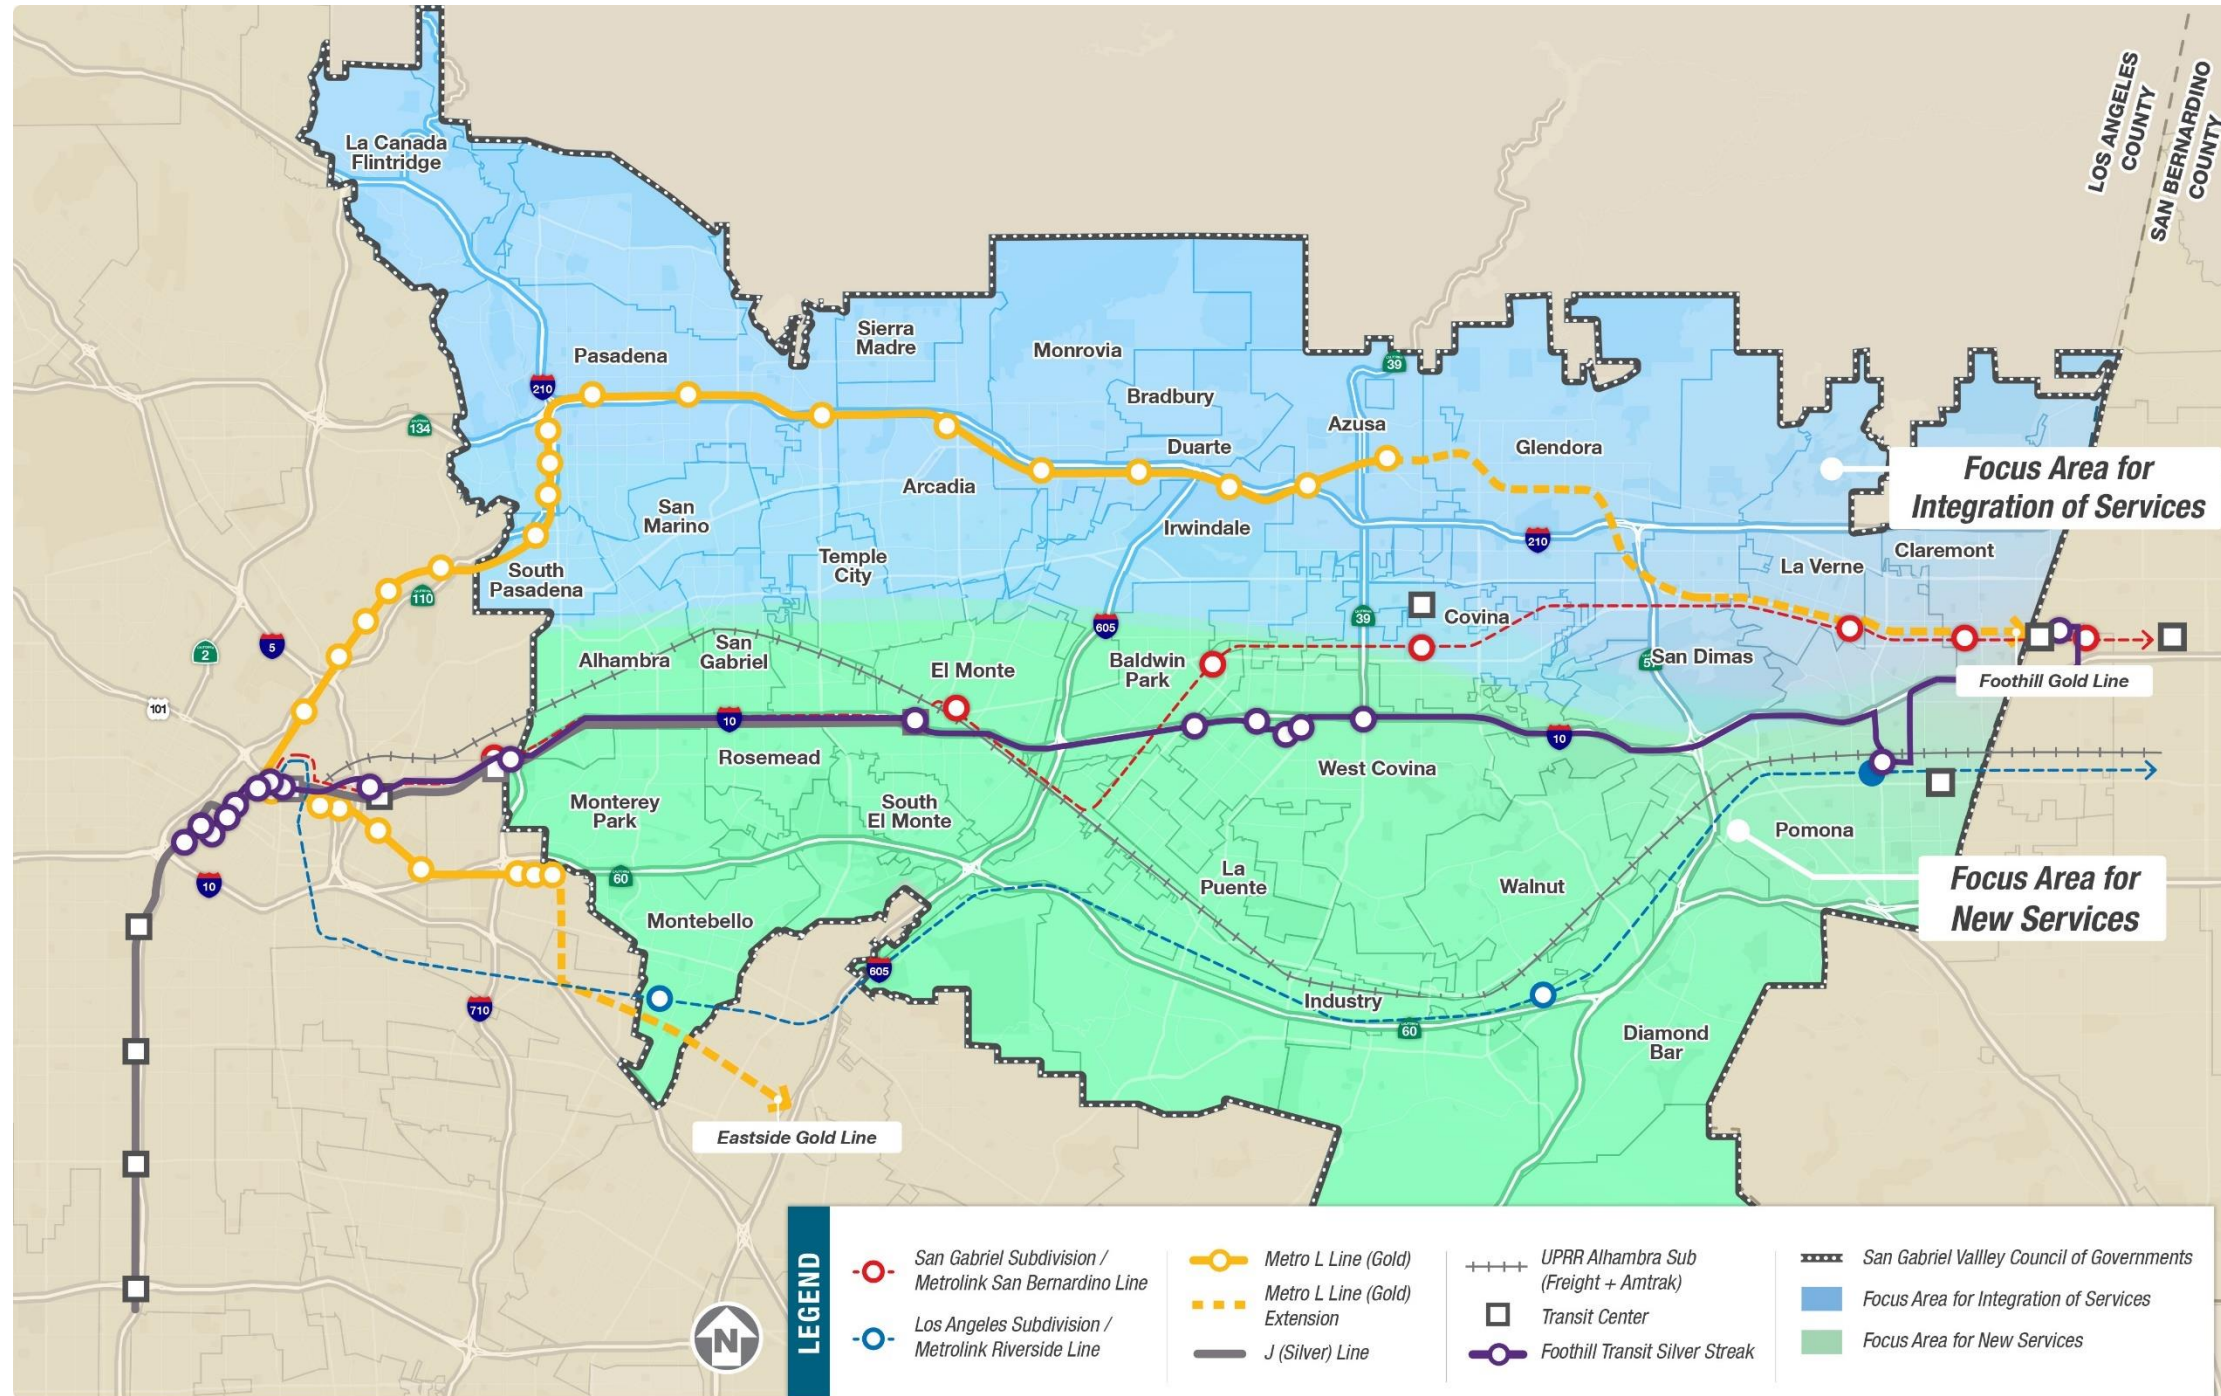 La Canada
Flintridge
LOS ANGELES
COUNTY
SAN BERNARDINO
COUNTY
Pasadena
Sierra
Madre
Monrovia
Bradbury
39
210
134
Azusa
Duarte
Glendora
Focus Area for
Integration of Services
Arcadia
San
Marino
Irwindale
210
Claremont
Temple
City
La Verne
South
Pasadena
110
605
39
Covina
2
5
Alhambra
San
Gabriel
El Monte
Baldwin
Park
57
San Dimas
Foothill Gold Line
101
10
10
Rosemead
West Covina
Monterey
Park
South
El Monte
Pomona
10
60
La
Puente
Walnut
Focus Area for
New Services
Montebello
605
710
Industry
60
Diamond
Bar
Eastside Gold Line
LEGEND
San Gabriel Subdivision /
Metrolink San Bernardino Line
Los Angeles Subdivision /
Metrolink Riverside Line
Metro L Line (Gold)
Metro L Line (Gold)
Extension
J (Silver) Line
UPRR Alhambra Sub
(Freight + Amtrak)
Transit Center
Foothill Transit Silver Streak
San Gabriel Vallley Council of Governments
Focus Area for Integration of Services
Focus Area for New Services
N